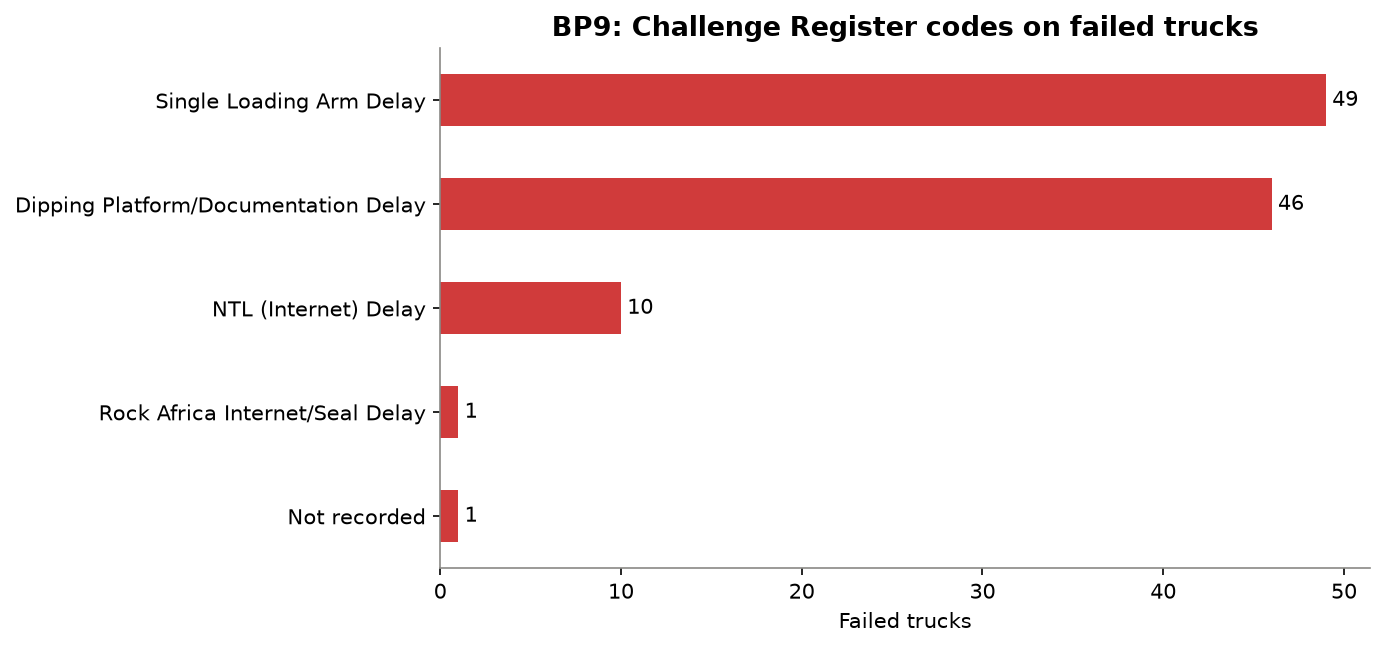 BP9: Challenge Register codes on failed trucks
Single Loading Arm Delay 49
Dipping Platform/Documentation Delay 46
NTL (Internet) Delay 10
Rock Africa Internet/Seal Delay 1
Not recorded 1
0 10 20 30 40 50
Failed trucks